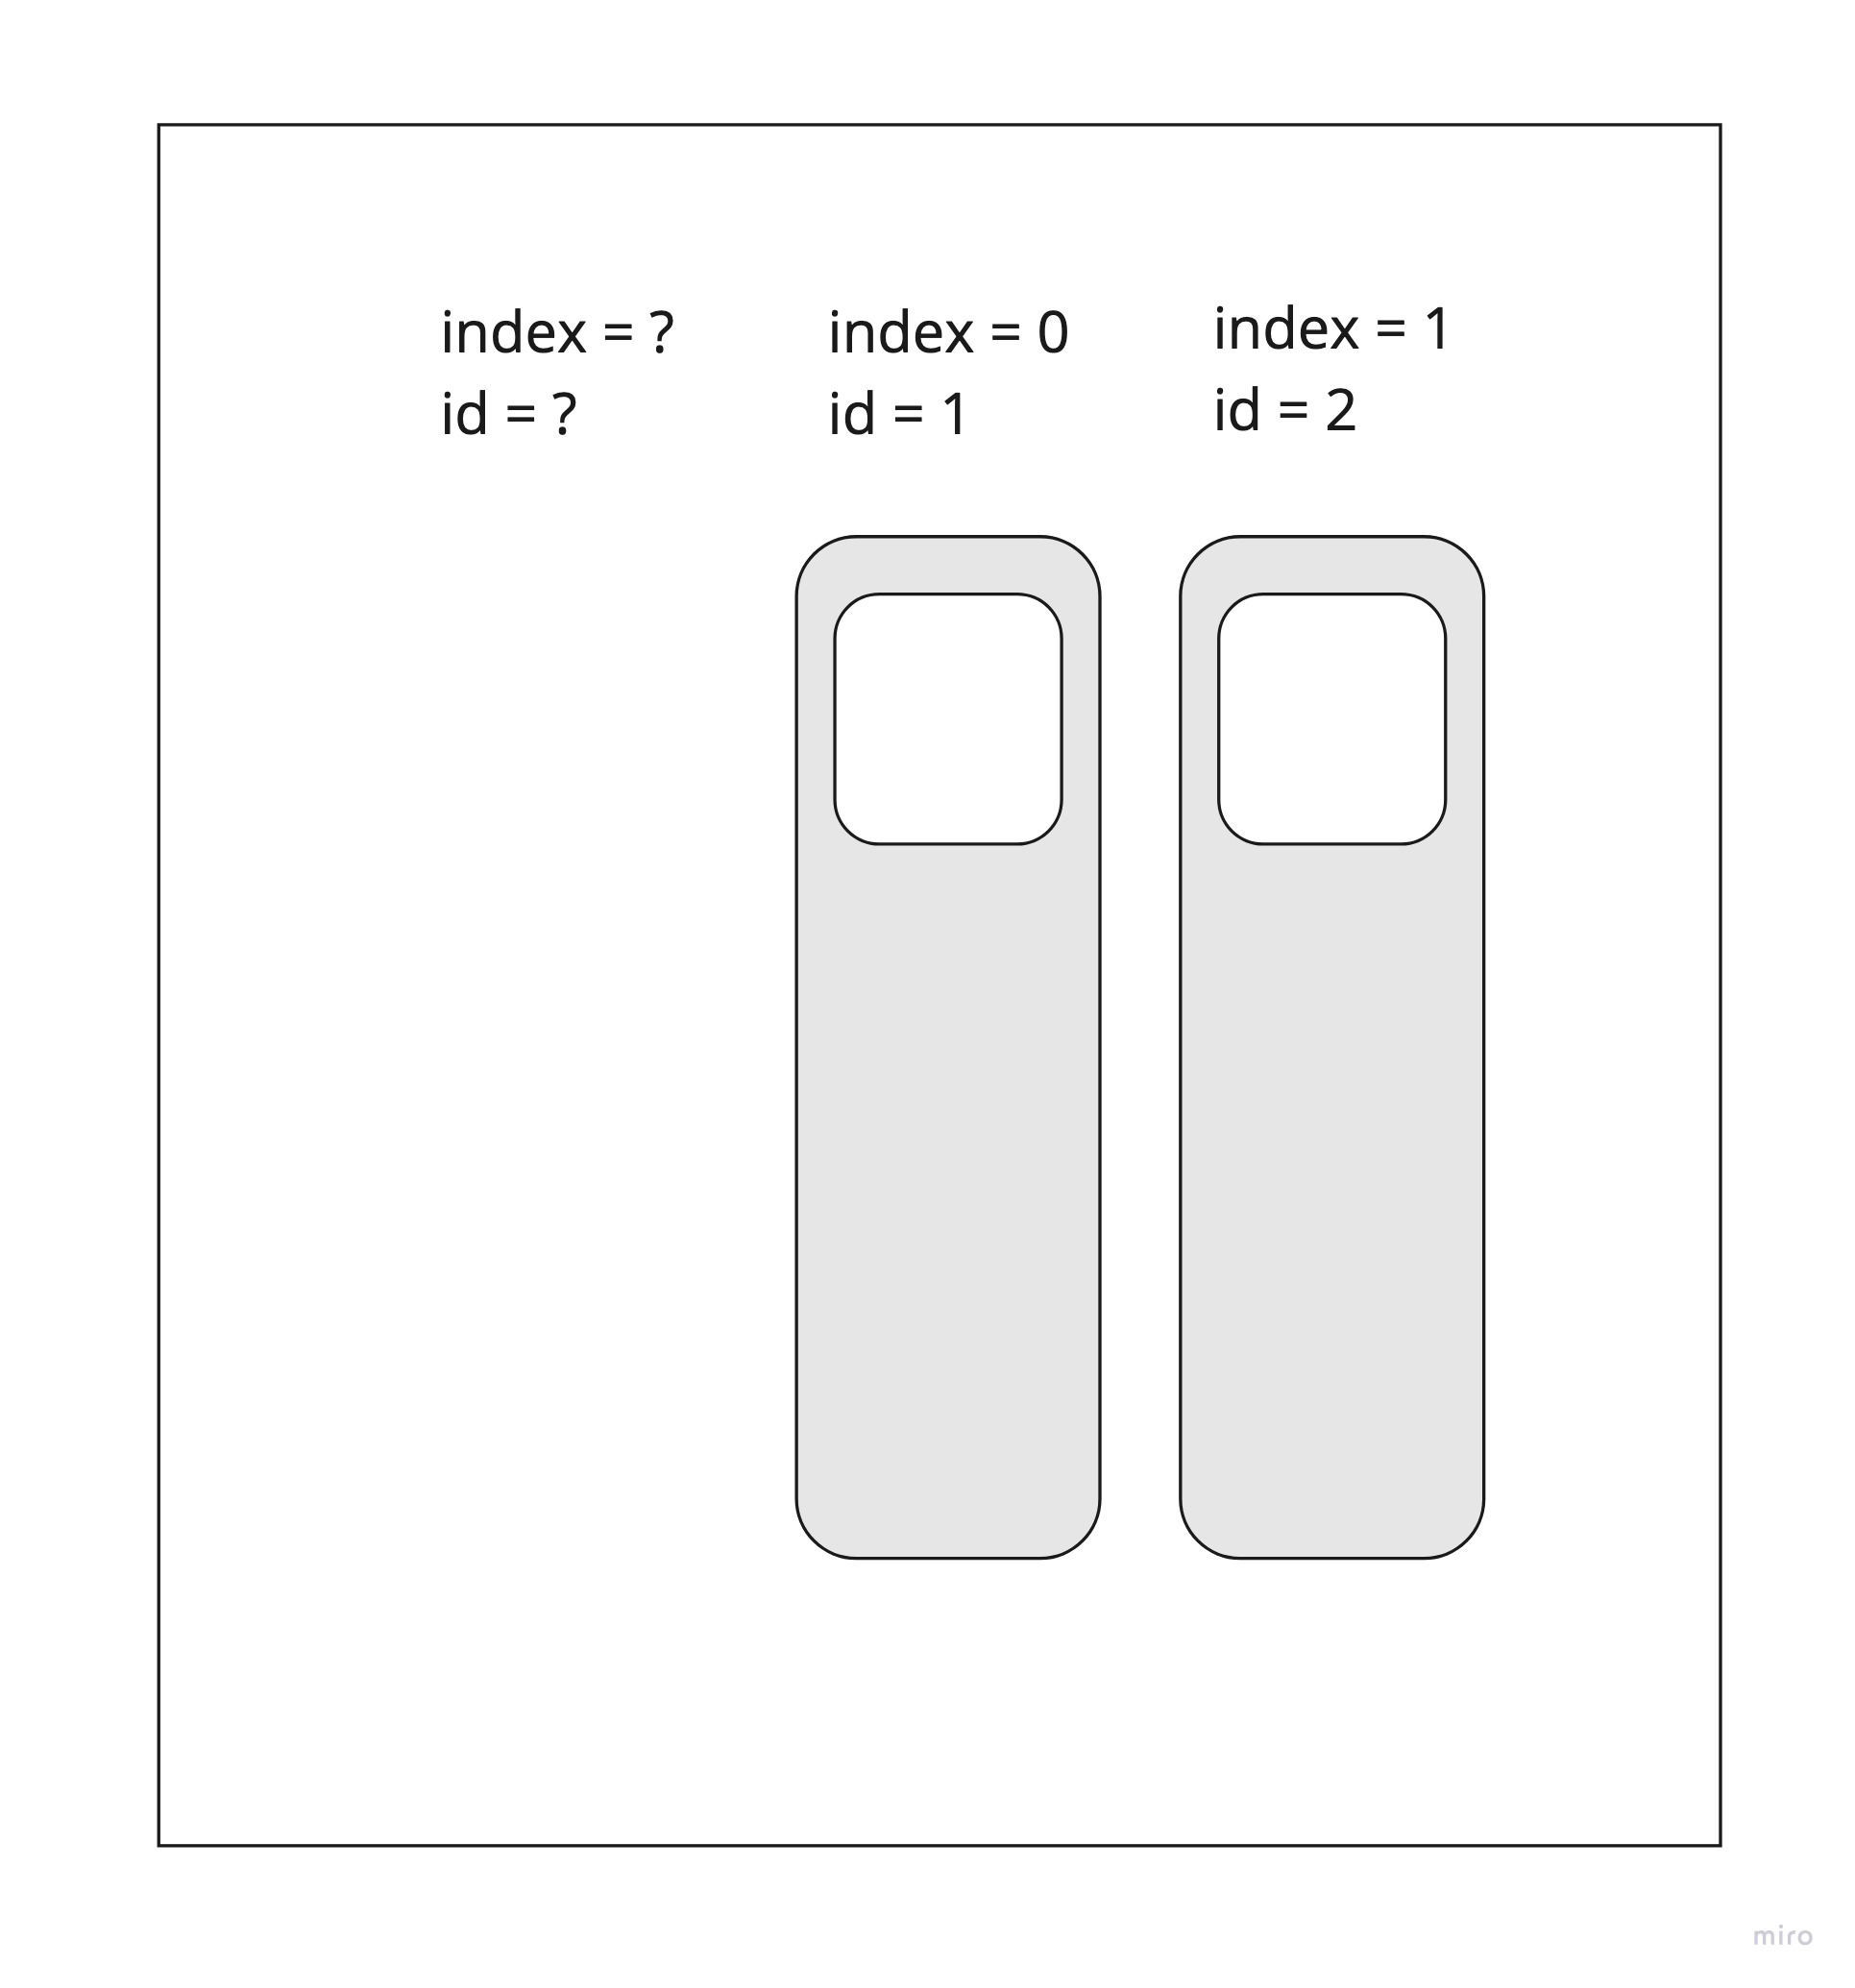 index = ?
id = ?
index = 0
id = 1
index = 1
id = 2
miro